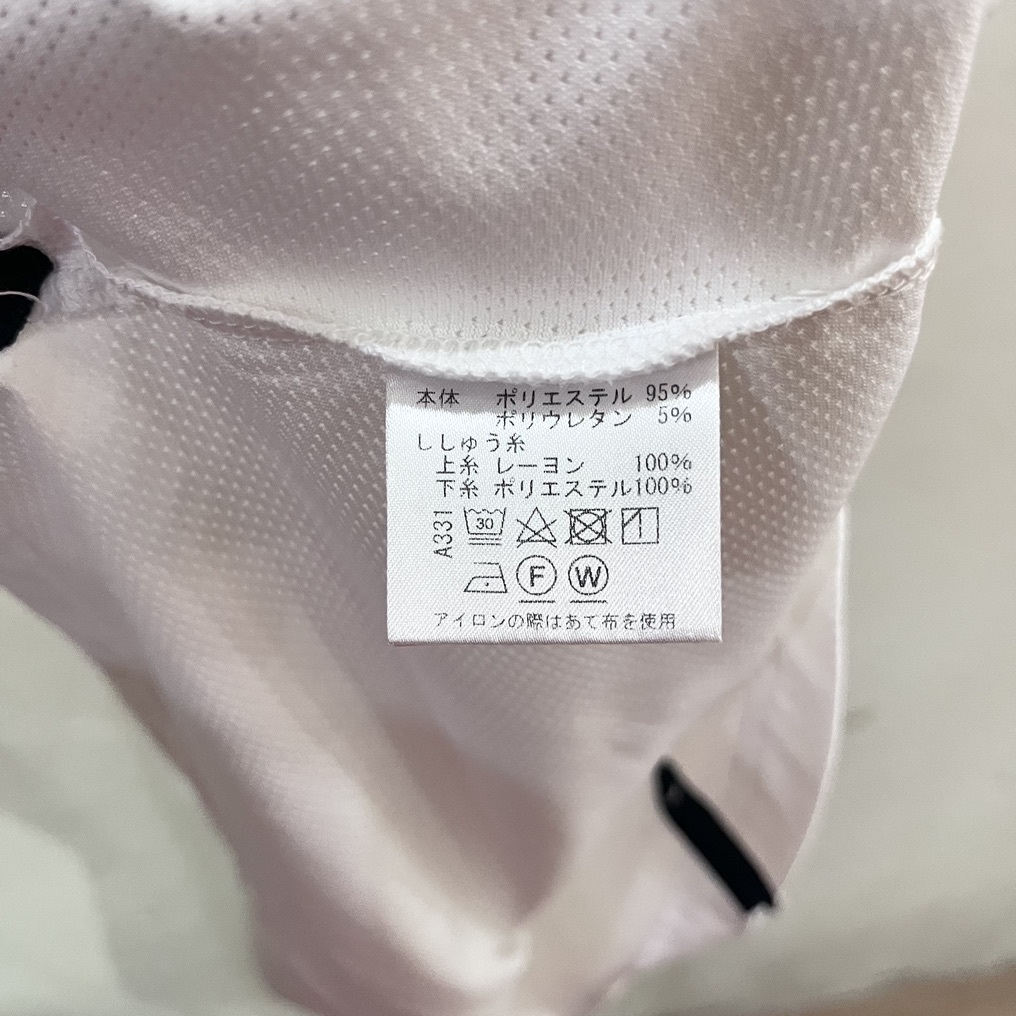 本体 ポリエステル 95%
ポリウレタン 5%
ししゅう糸
上糸 レーヨン 100%
下糸 ポリエステル100%
A331
30
F W
アイロンの際はあて布を使用